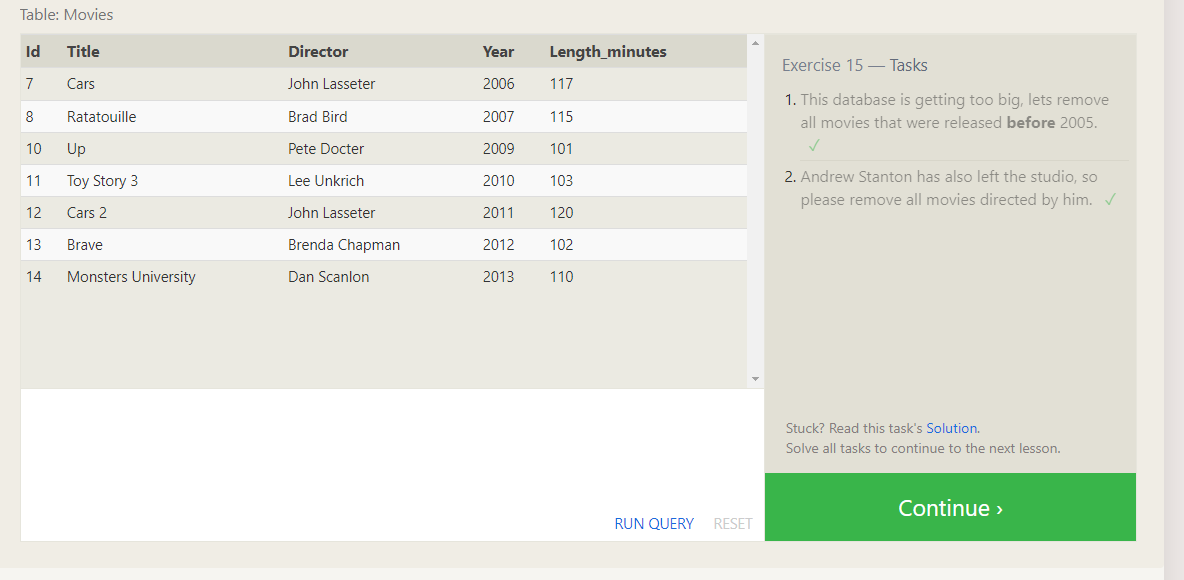 Table: Movies
Id Title Director Year Length_minutes
7 Cars John Lasseter 2006 117
8 Ratatouille Brad Bird 2007 115
10 Up Pete Docter 2009 101
11 Toy Story 3 Lee Unkrich 2010 103
12 Cars 2 John Lasseter 2011 120
13 Brave Brenda Chapman 2012 102
14 Monsters University Dan Scanlon 2013 110
RUN QUERY RESET
Exercise 15 — Tasks
1. This database is getting too big, lets remove
all movies that were released before 2005.
✓
2. Andrew Stanton has also left the studio, so
please remove all movies directed by him. ✓
Stuck? Read this task's Solution.
Solve all tasks to continue to the next lesson.
Continue ›